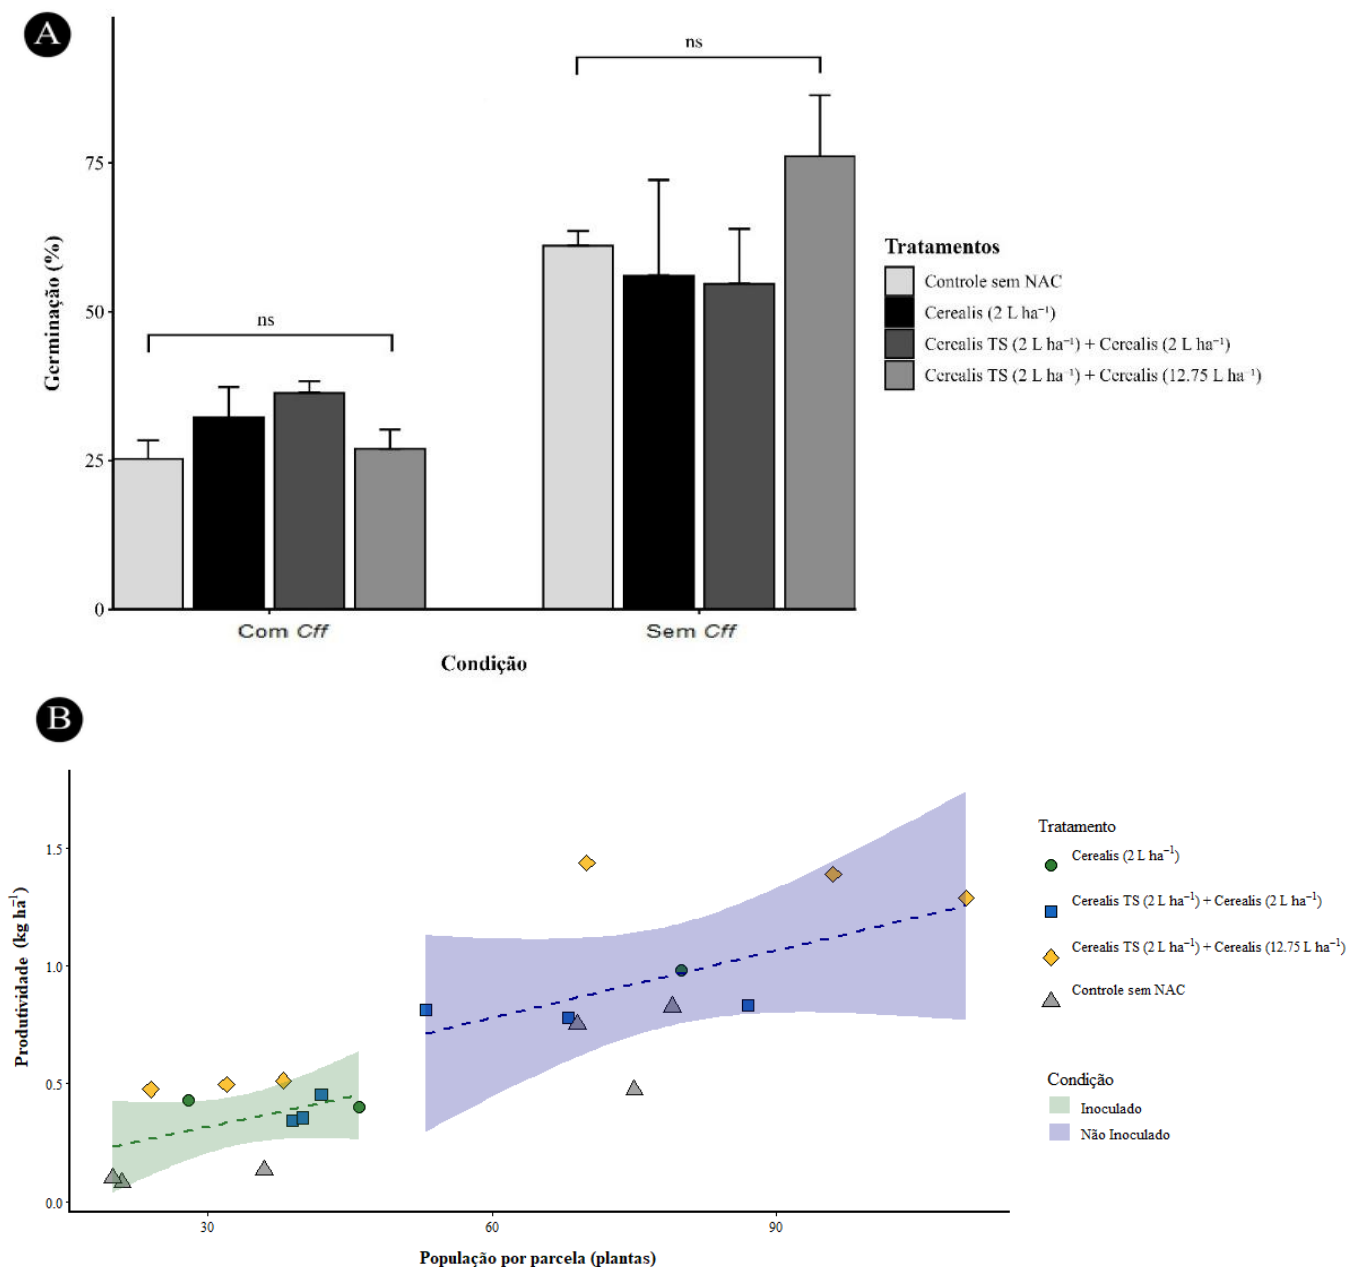 A
ns
ns
75
50
25
0
Germinação (%)
Com Cff
Sem Cff
Condição
Tratamentos
Controle sem NAC
Cerealis (2 L ha⁻¹)
Cerealis TS (2 L ha⁻¹) + Cerealis (2 L ha⁻¹)
Cerealis TS (2 L ha⁻¹) + Cerealis (12.75 L ha⁻¹)
B
1.5
1.0
0.5
0.0
Produtividade (kg ha⁻¹)
30
60
90
População por parcela (plantas)
Tratamento
Cerealis (2 L ha⁻¹)
Cerealis TS (2 L ha⁻¹) + Cerealis (2 L ha⁻¹)
Cerealis TS (2 L ha⁻¹) + Cerealis (12.75 L ha⁻¹)
Controle sem NAC
Condição
Inoculado
Não Inoculado